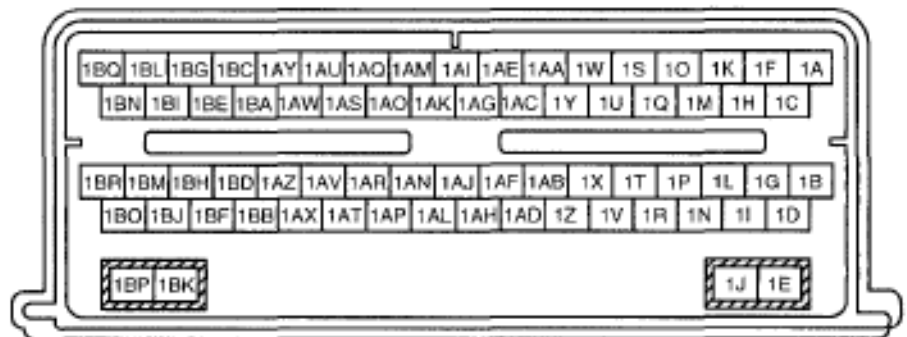 1BQ 1BL 1BG 1BC 1AY 1AU 1AQ 1AM 1AI 1AE 1AA 1W 1S 1O 1K 1F 1A
1BN 1BI 1BE 1BA 1AW 1AS 1AO 1AK 1AG 1AC 1Y 1U 1Q 1M 1H 1C
1BR 1BM 1BH 1BD 1AZ 1AV 1AR 1AN 1AJ 1AF 1AB 1X 1T 1P 1L 1G 1B
1BO 1BJ 1BF 1BB 1AX 1AT 1AP 1AL 1AH 1AD 1Z 1V 1R 1N 1I 1D
1BP 1BK 1J 1E